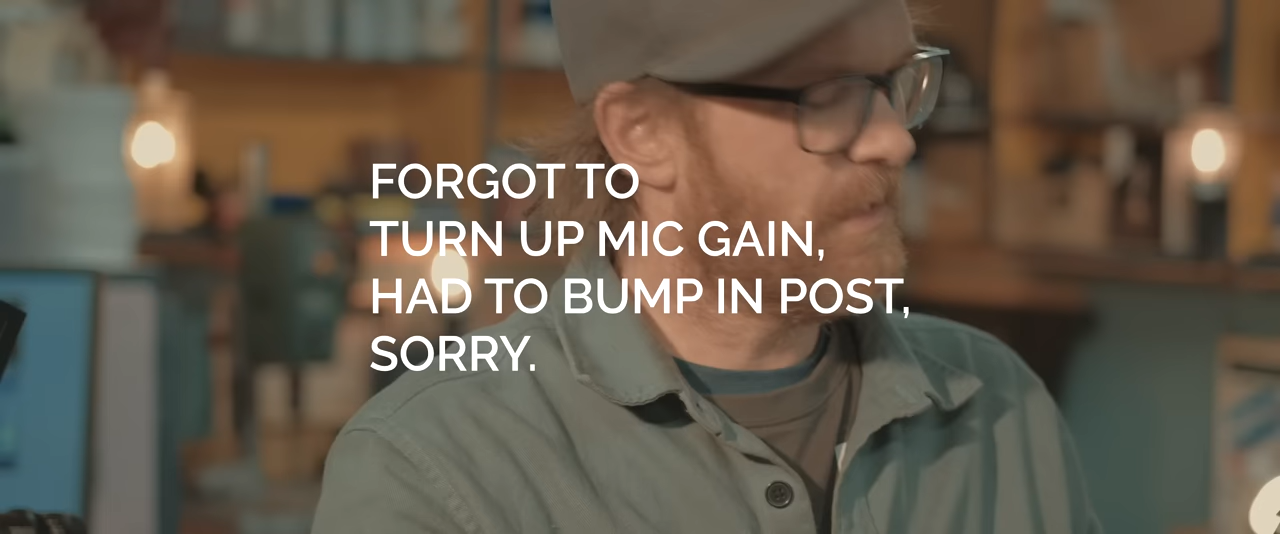 FORGOT TO
TURN UP MIC GAIN,
HAD TO BUMP IN POST,
SORRY.